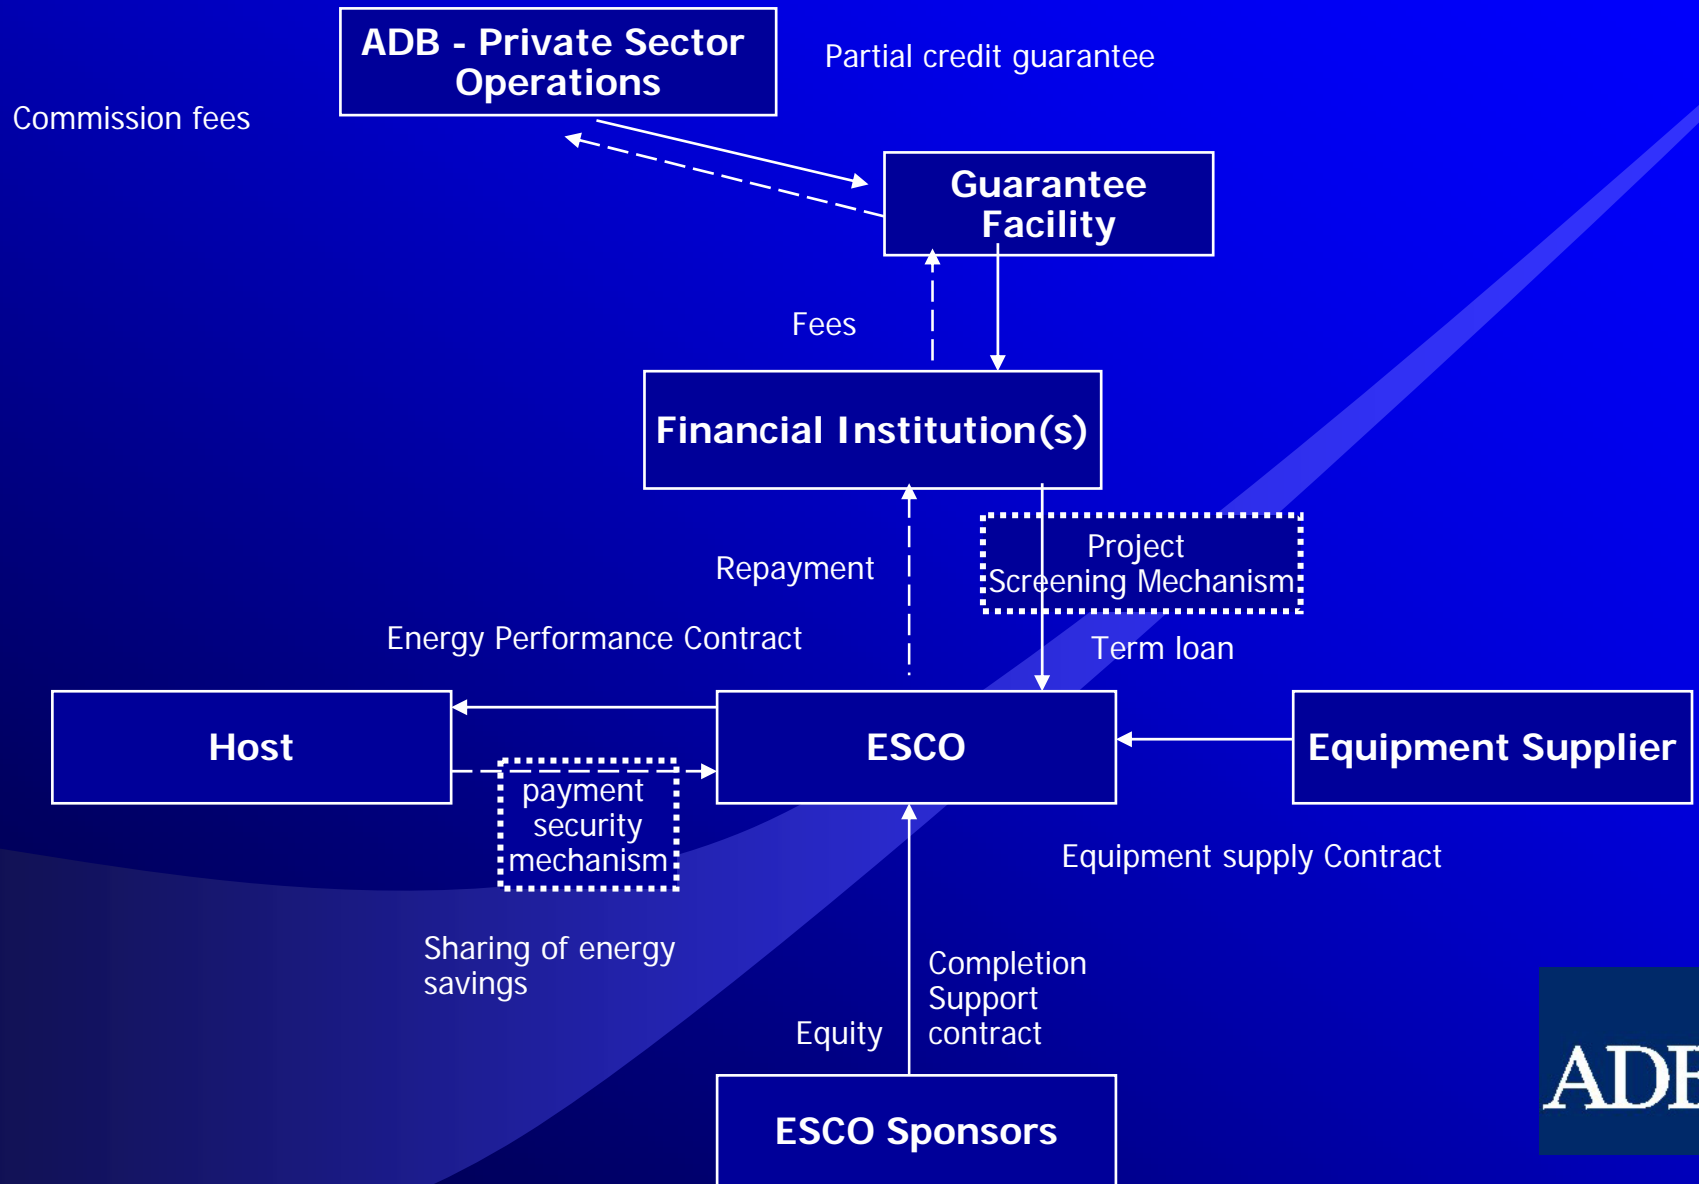 ADB - Private Sector
Operations
Partial credit guarantee
Commission fees
Guarantee
Facility
Fees
Financial Institution(s)
Project
Screening Mechanism
Repayment
Energy Performance Contract
Term loan
Host
ESCO
Equipment Supplier
payment
security
mechanism
Equipment supply Contract
Sharing of energy
savings
Completion
Support
contract
Equity
ESCO Sponsors
ADB